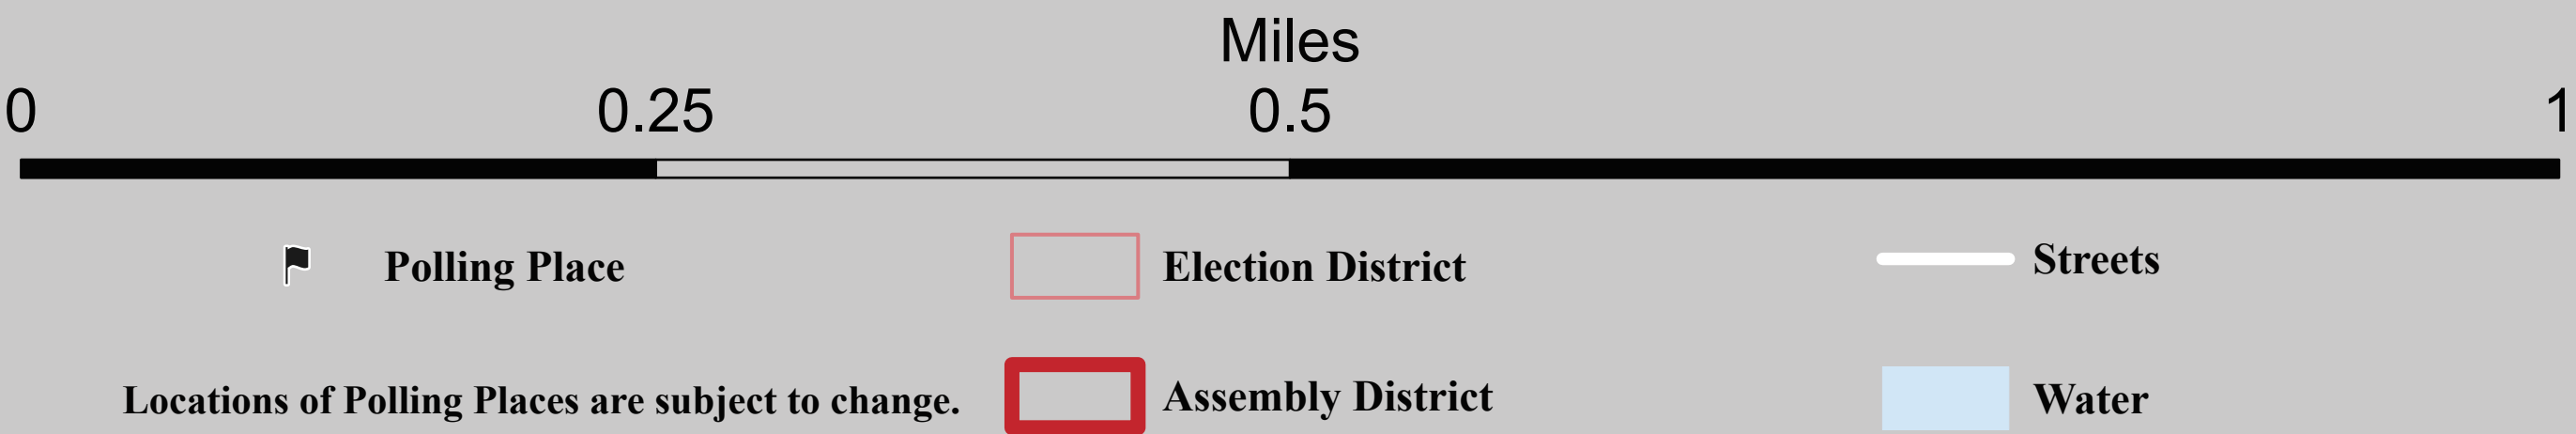 Miles
0 0.25 0.5 1
Polling Place Election District Streets
Locations of Polling Places are subject to change. Assembly District Water